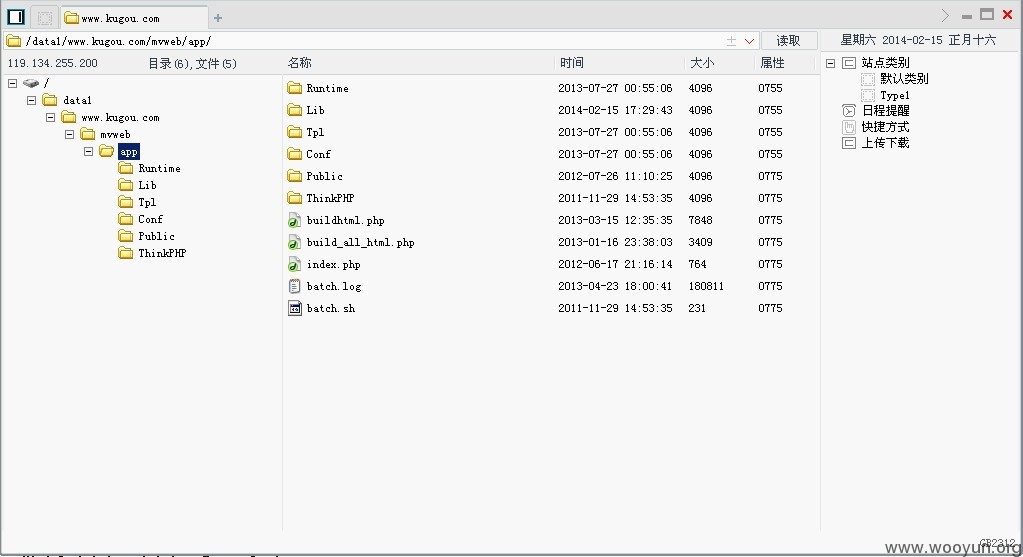 www.kugou.com
/data1/www.kugou.com/mvweb/app/ 读取 星期六 2014-02-15 正月十六
119.134.255.200 目录(6),文件(5) 名称 时间 大小 属性
/
data1
www.kugou.com
mvweb
app
Runtime
Lib
Tpl
Conf
Public
ThinkPHP
Runtime 2013-07-27 00:55:06 4096 0755
Lib 2014-02-15 17:29:43 4096 0755
Tpl 2013-07-27 00:55:06 4096 0755
Conf 2013-07-27 00:55:06 4096 0755
Public 2012-07-26 11:10:25 4096 0775
ThinkPHP 2011-11-29 14:53:35 4096 0775
buildhtml.php 2013-03-15 12:35:35 7848 0775
build_all_html.php 2013-01-16 23:38:03 3409 0775
index.php 2012-06-17 21:16:14 764 0775
batch.log 2013-04-23 18:00:41 180811 0775
batch.sh 2011-11-29 14:53:35 231 0775
站点类别
默认类别
Type1
日程提醒
快捷方式
上传下载
GB2312
www.wooyun.org